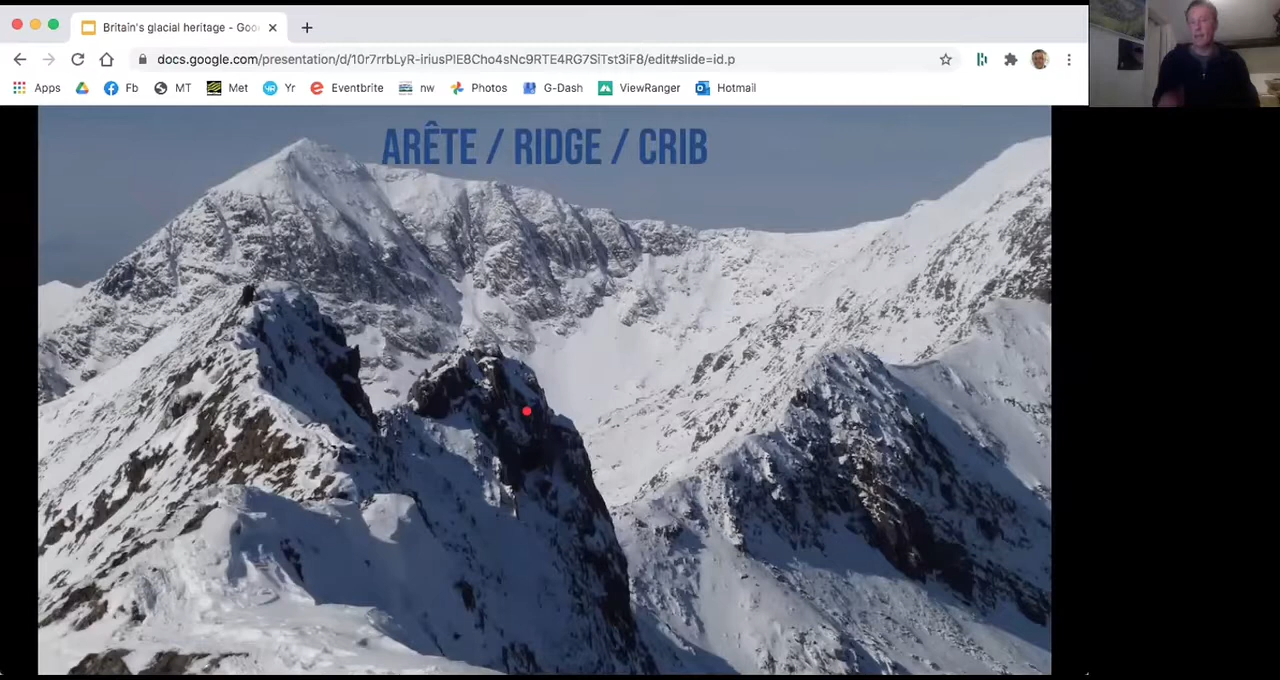 Britain's glacial heritage - Goo
docs.google.com/presentation/d/10r7rrbLyR-iriusPlE8Cho4sNc9RTE4RG7SiTst3iF8/edit#slide=id.p
Apps Fb MT Met Yr Eventbrite nw Photos G-Dash ViewRanger Hotmail
ARÊTE / RIDGE / CRIB